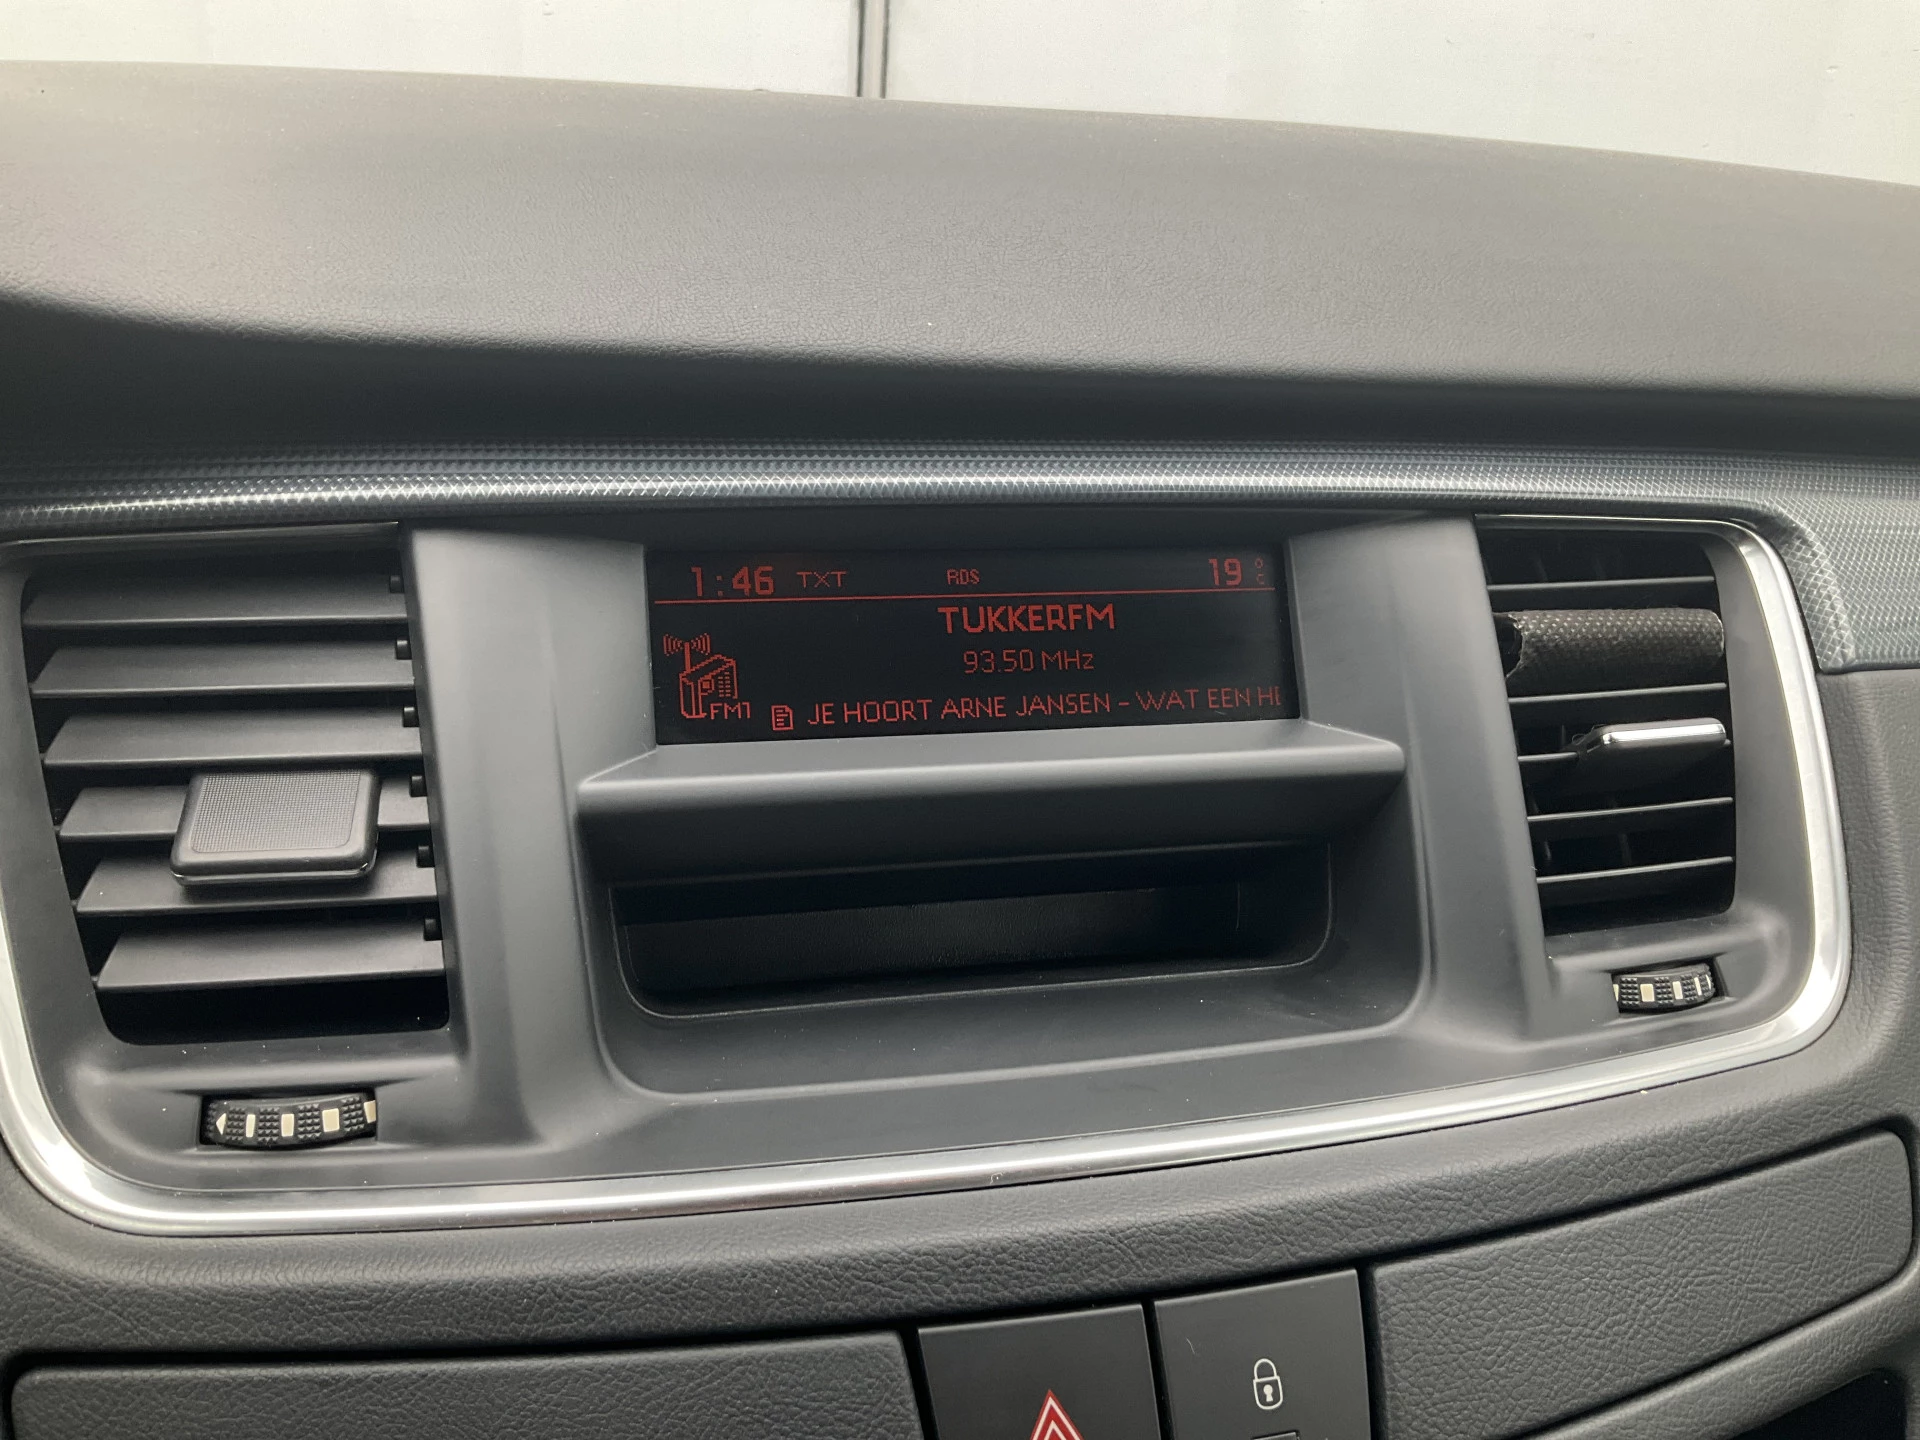 1:46 TXT RDS 19 °C
TUKKERFM
93.50 MHz
FM1 JE HOORT ARNE JANSEN - WAT EEN